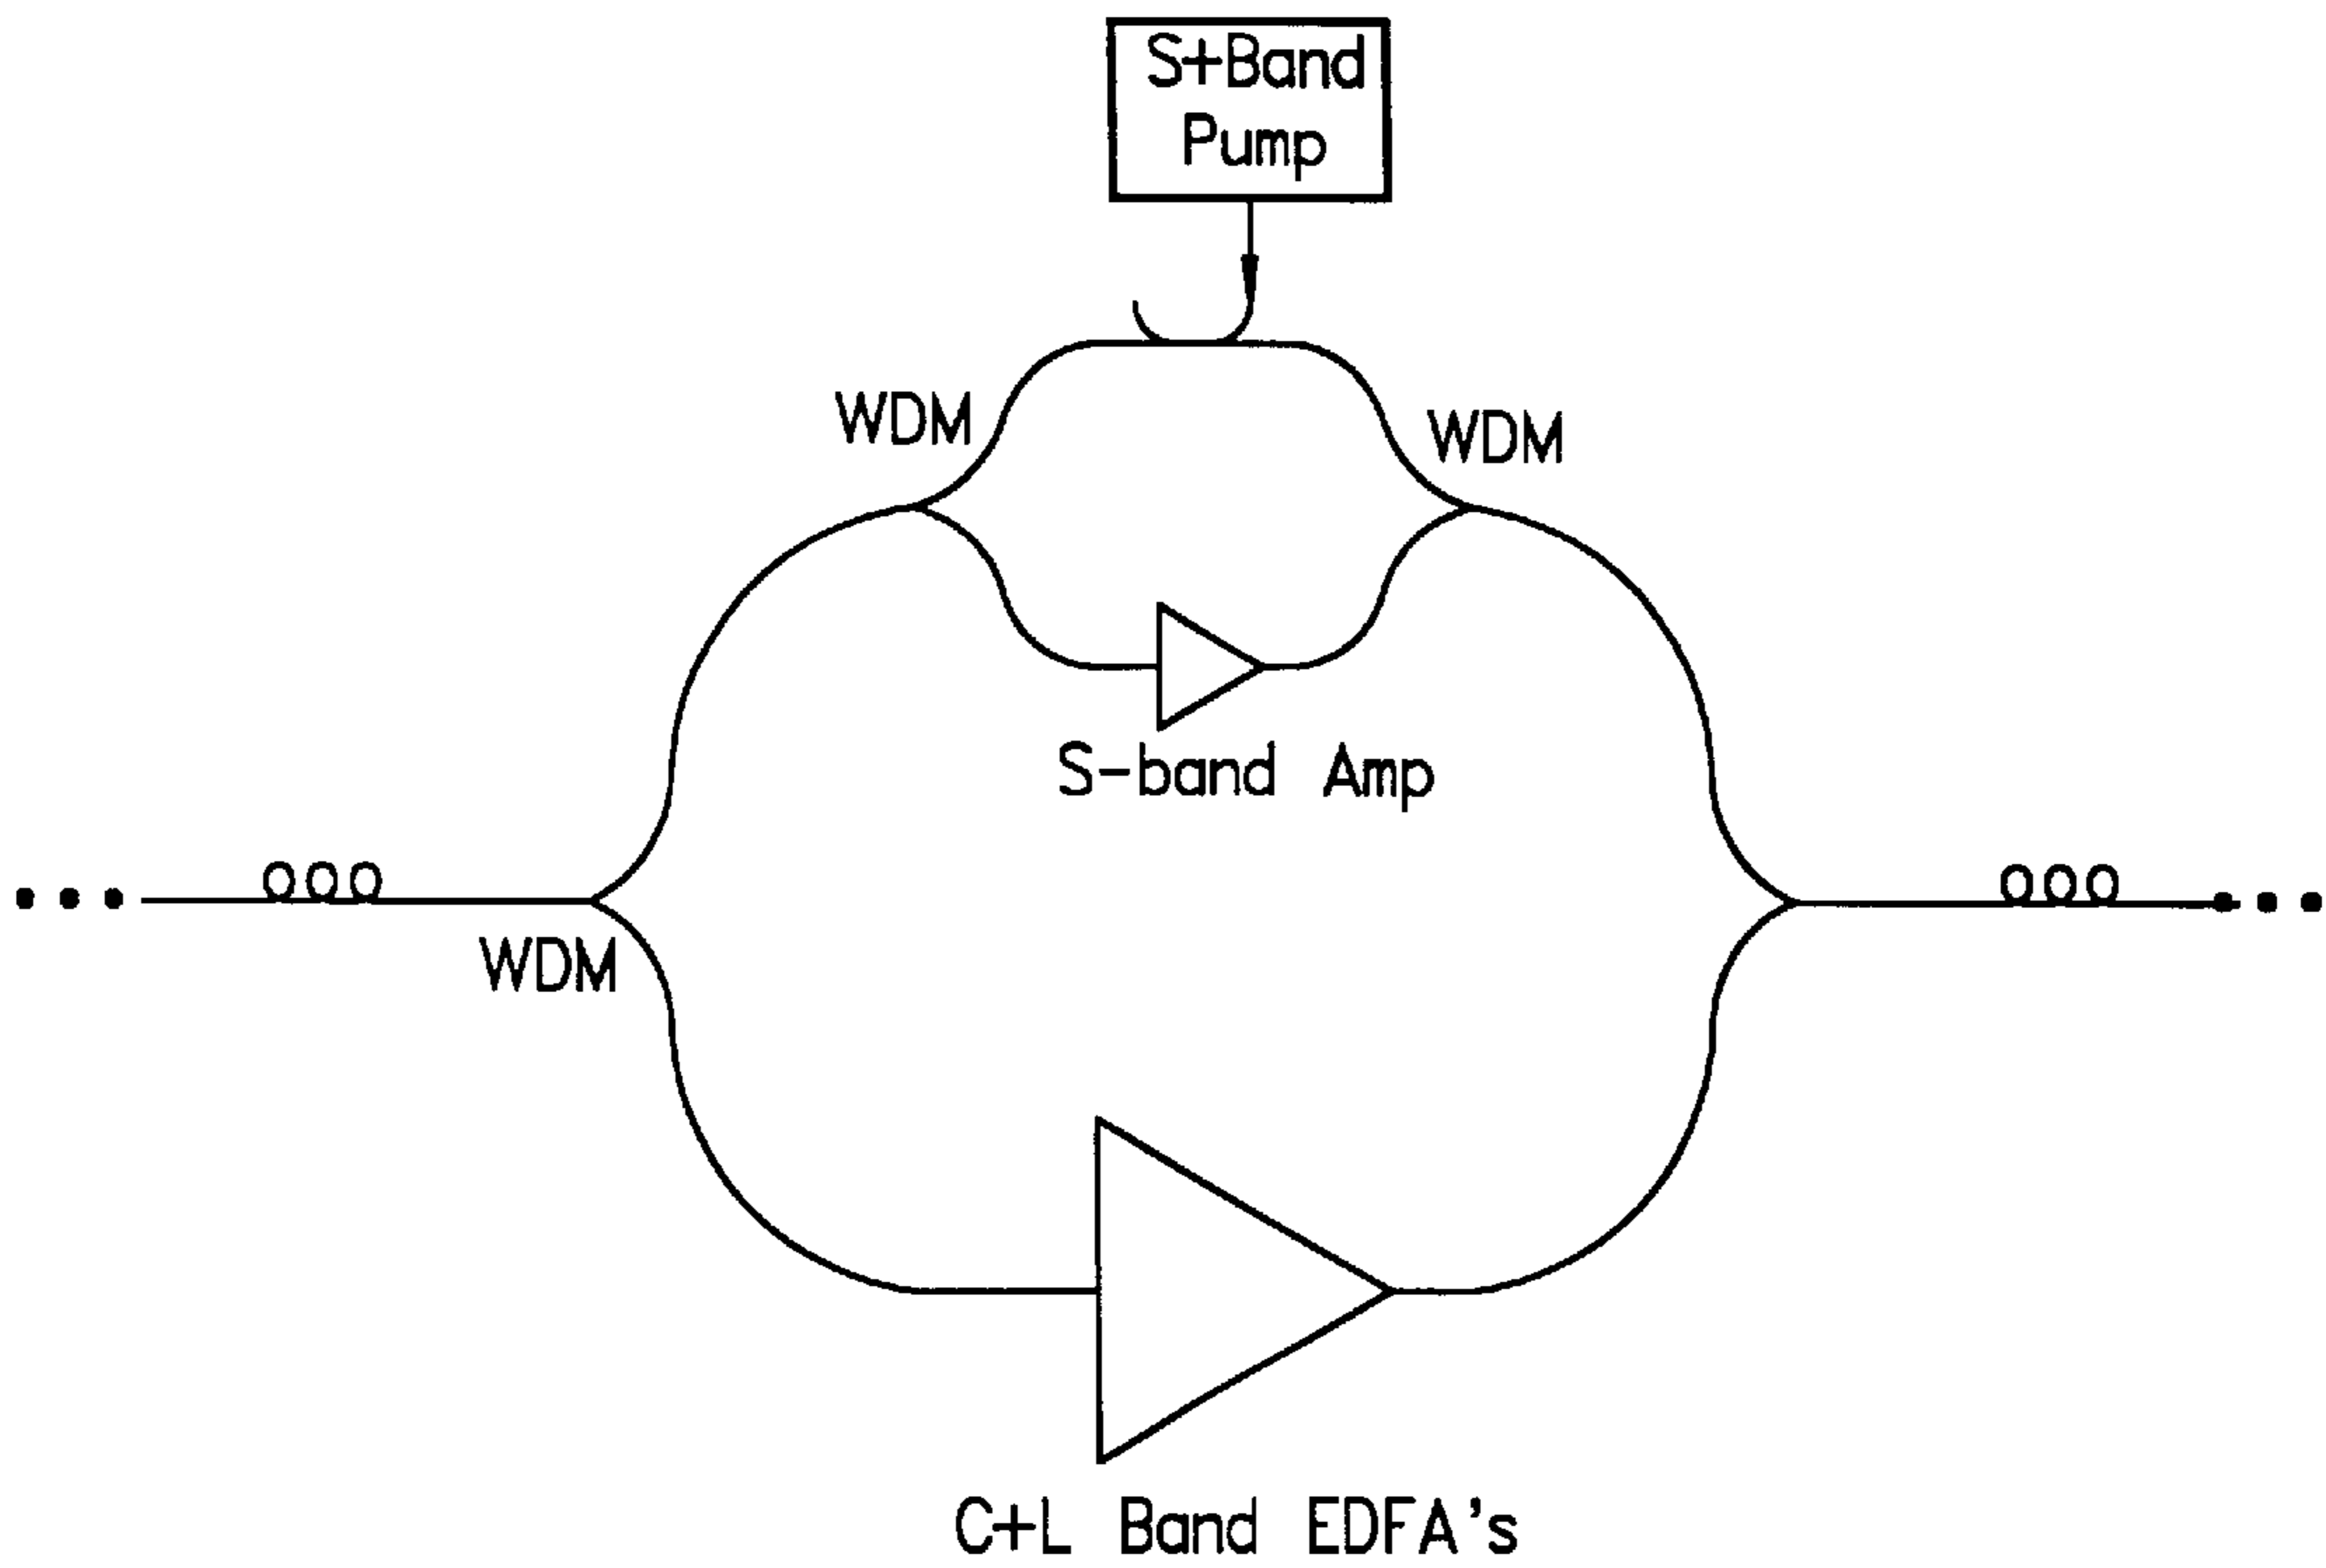 S+Band
Pump
WDM
WDM
S-band Amp
WDM
C+L Band EDFA's